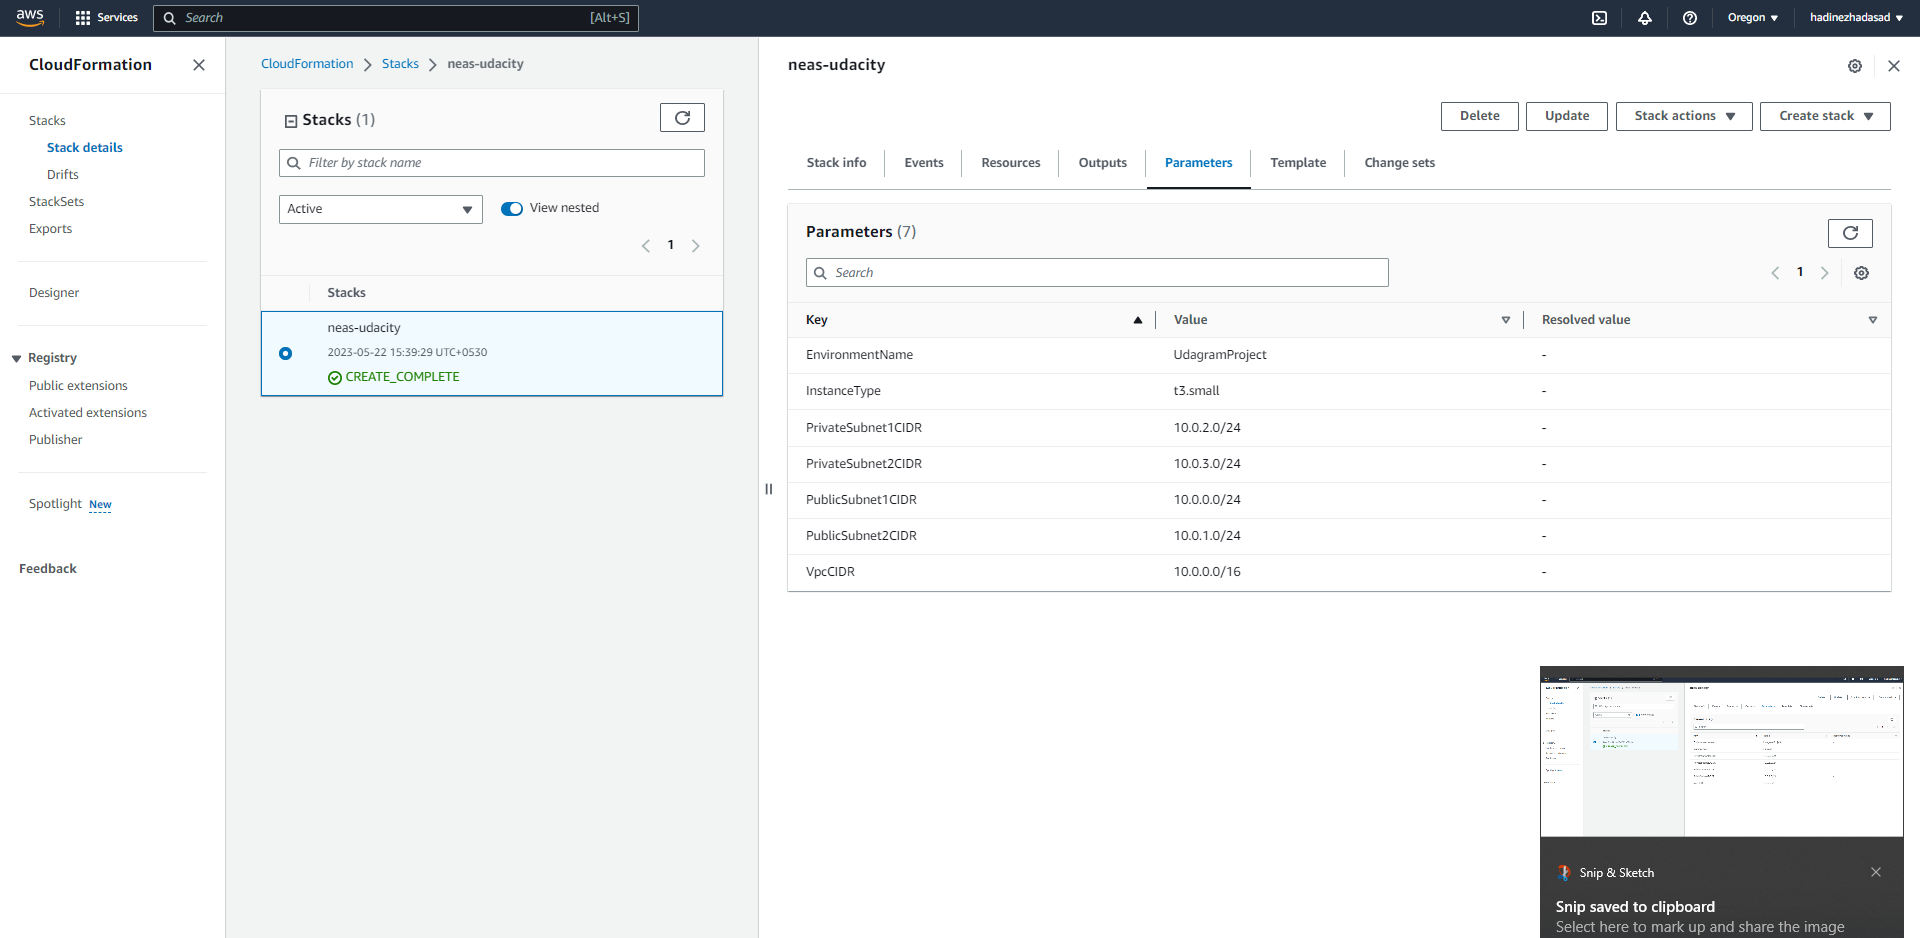 aws
Services
Search
[Alt+S]
Oregon
hadinezhadasad
CloudFormation
Stacks
Stack details
Drifts
StackSets
Exports
Designer
Registry
Public extensions
Activated extensions
Publisher
Spotlight New
Feedback
CloudFormation
Stacks
neas-udacity
Stacks (1)
Filter by stack name
Active
View nested
1
Stacks
neas-udacity
2023-05-22 15:39:29 UTC+0530
CREATE_COMPLETE
neas-udacity
Delete
Update
Stack actions
Create stack
Stack info
Events
Resources
Outputs
Parameters
Template
Change sets
Parameters (7)
Search
1
Key Value Resolved value
EnvironmentName UdagramProject -
InstanceType t3.small -
PrivateSubnet1CIDR 10.0.2.0/24 -
PrivateSubnet2CIDR 10.0.3.0/24 -
PublicSubnet1CIDR 10.0.0.0/24 -
PublicSubnet2CIDR 10.0.1.0/24 -
VpcCIDR 10.0.0.0/16 -
Snip & Sketch
Snip saved to clipboard
Select here to mark up and share the image